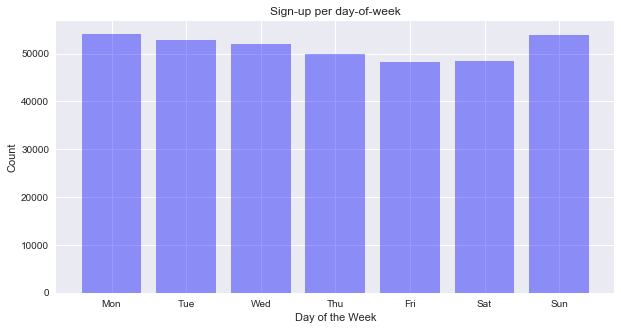 Sign-up per day-of-week
Count
50000
40000
30000
20000
10000
0
Mon Tue Wed Thu Fri Sat Sun
Day of the Week